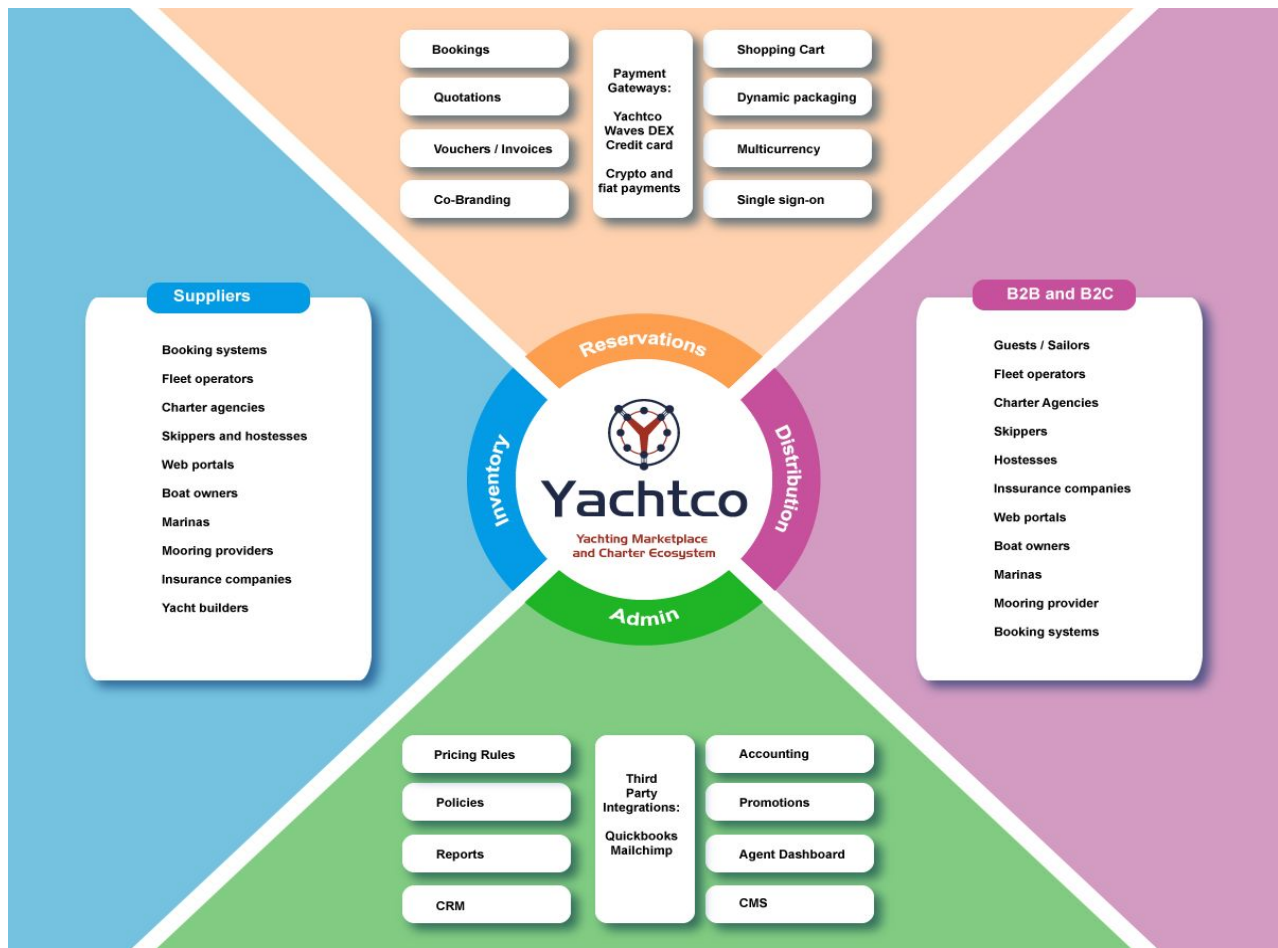 Bookings
Quotations
Vouchers / Invoices
Co-Branding
Payment
Gateways:
Yachtco
Waves DEX
Credit card
Crypto and
fiat payments
Shopping Cart
Dynamic packaging
Multicurrency
Single sign-on
Suppliers
Booking systems
Fleet operators
Charter agencies
Skippers and hostesses
Web portals
Boat owners
Marinas
Mooring providers
Insurance companies
Yacht builders
Reservations
Inventory
Yachtco
Yachting Marketplace
and Charter Ecosystem
Distribution
Admin
B2B and B2C
Guests / Sailors
Fleet operators
Charter Agencies
Skippers
Hostesses
Inssurance companies
Web portals
Boat owners
Marinas
Mooring provider
Booking systems
Pricing Rules
Policies
Reports
CRM
Third
Party
Integrations:
Quickbooks
Mailchimp
Accounting
Promotions
Agent Dashboard
CMS